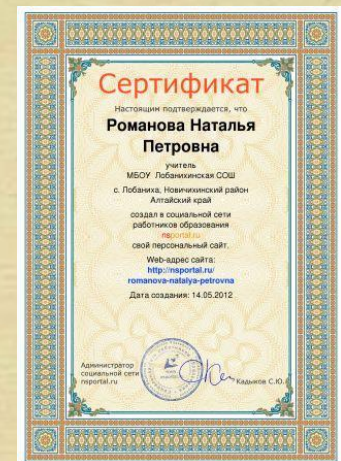 Сертификат
Настоящим подтверждается, что
Романова Наталья
Петровна
учитель
МБОУ Лобанихинская СОШ
с. Лобаниха, Новичихинский район
Алтайский край
создал в социальной сети
работников образования
nsportal.ru
свой персональный сайт.
Web-адрес сайта:
http://nsportal.ru/
romanova-natalya-petrovna
Дата создания: 14.05.2012
Администратор
социальной сети
nsportal.ru
Кадыков С.Ю.